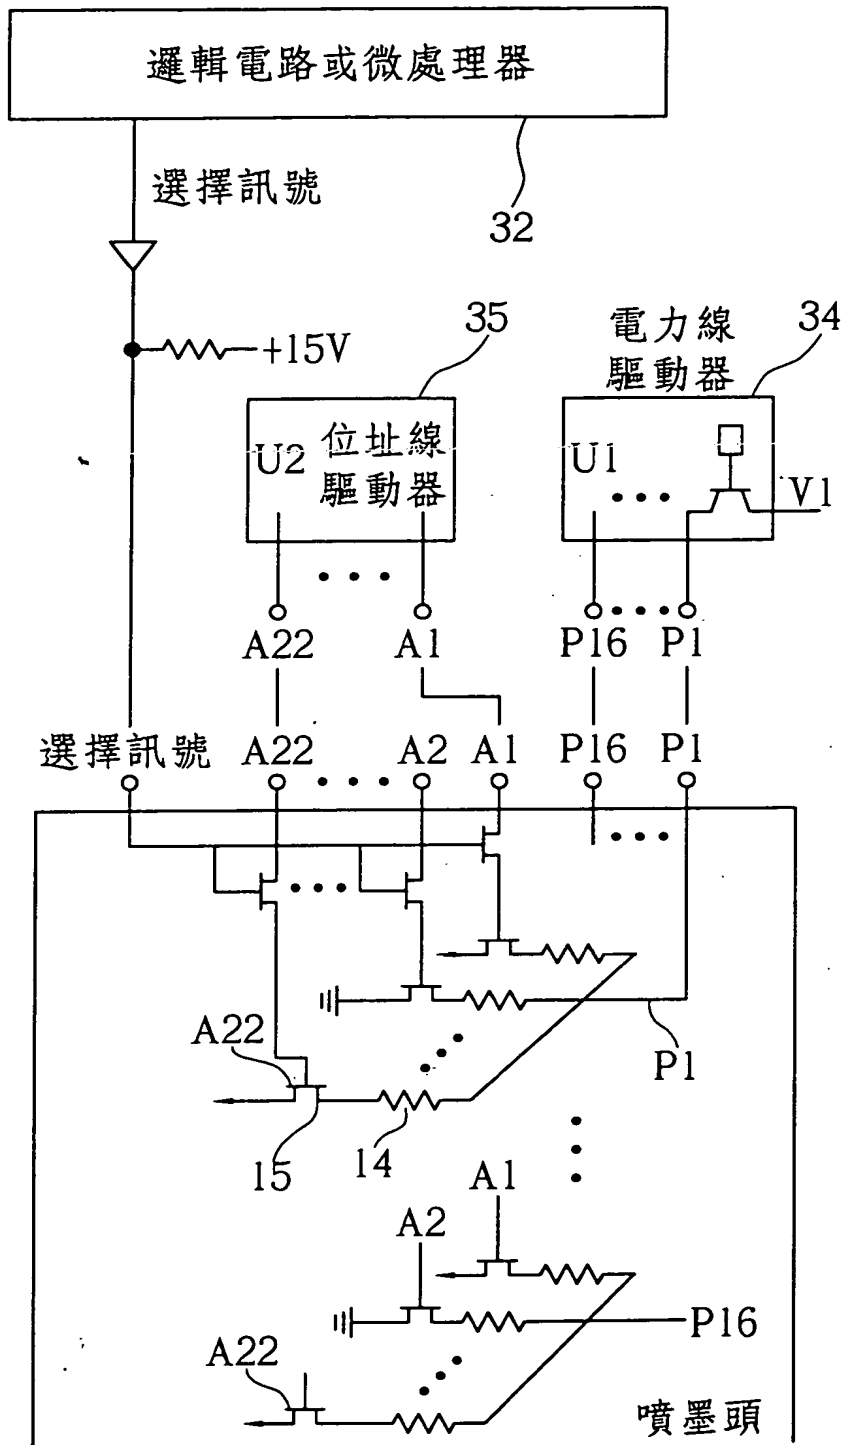 邏輯電路或微處理器
選擇訊號
32
+15V
35
電力線
驅動器
34
U2
位址線
驅動器
U1
V1
A22 A1 P16 P1
選擇訊號 A22 A2 A1 P16 P1
A22
P1
15
14
A1
A2
P16
A22
噴墨頭